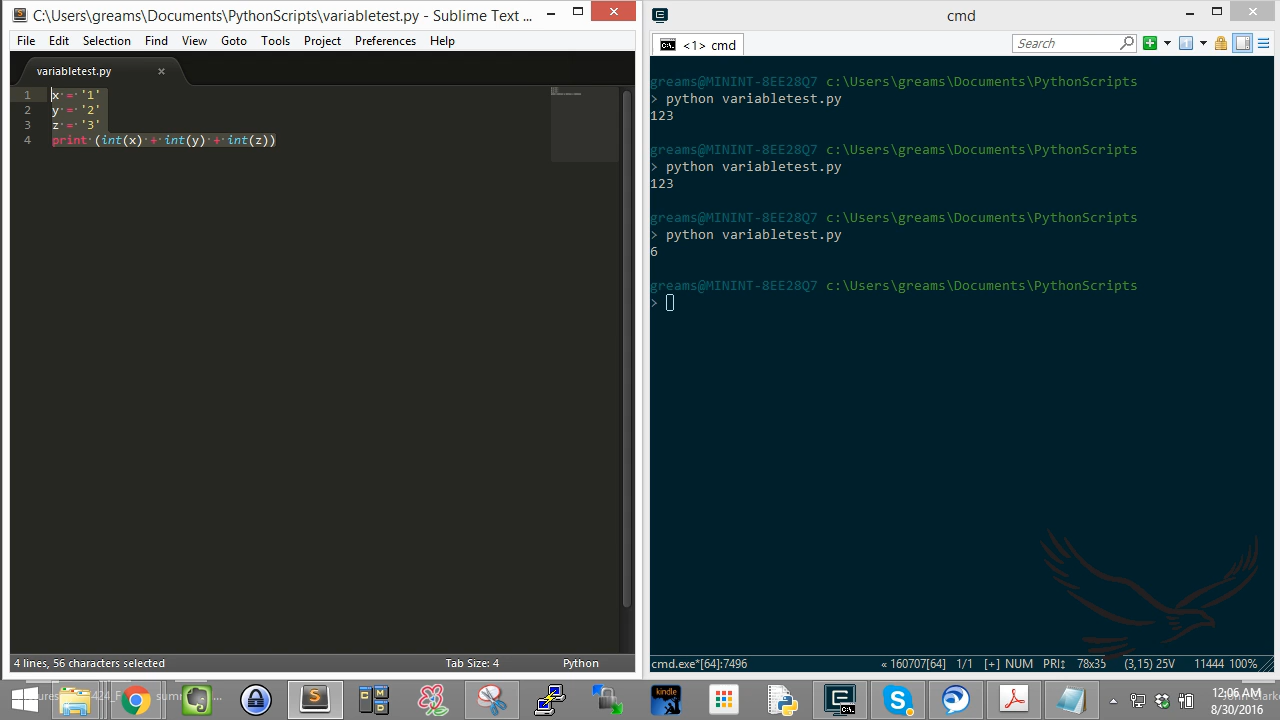 C:\Users\greams\Documents\PythonScripts\variabletest.py - Sublime Text ...
File Edit Selection Find View Tools Project Preferences Help
variabletest.py
1 x = '1'
2 y = '2'
3 z = '3'
4 print (int(x) + int(y) + int(z))
4 lines, 56 characters selected Tab Size: 4 Python
cmd
<1> cmd Search
greams@MININT-8EE28Q7 c:\Users\greams\Documents\PythonScripts
> python variabletest.py
123
greams@MININT-8EE28Q7 c:\Users\greams\Documents\PythonScripts
> python variabletest.py
123
greams@MININT-8EE28Q7 c:\Users\greams\Documents\PythonScripts
> python variabletest.py
6
greams@MININT-8EE28Q7 c:\Users\greams\Documents\PythonScripts
>
cmd.exe*[64]:7496 « 160707[64] 1/1 [+] NUM PRI↕ 78x35 (3,15) 25V 11444 100%
kindle
12:06 AM
8/30/2016